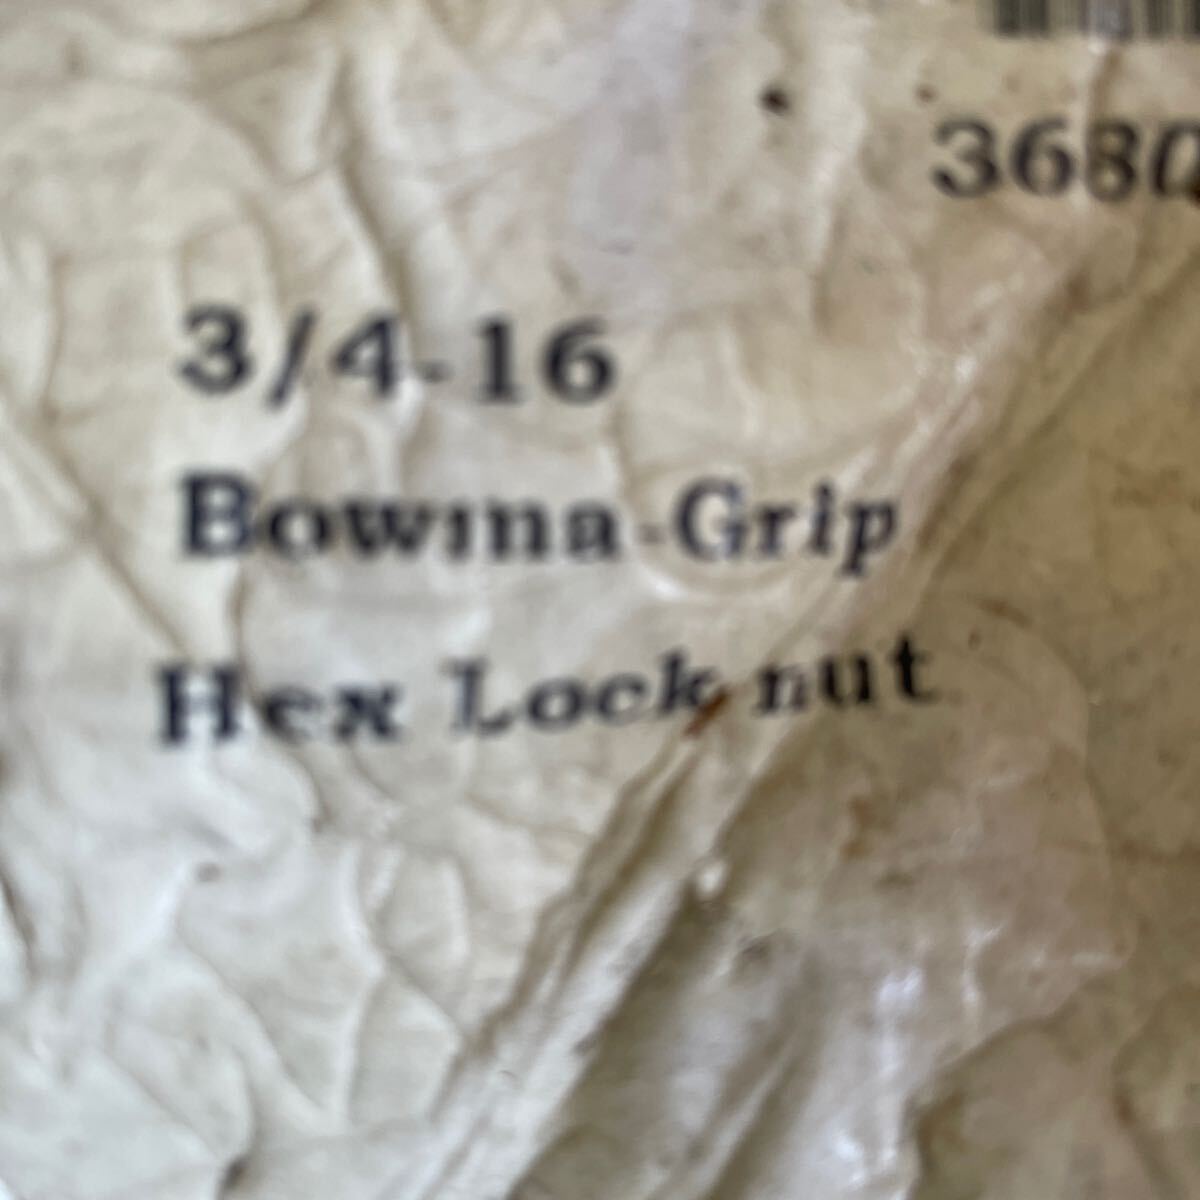 3680
3/4-16
Bowma-Grip
Hex Lock nut